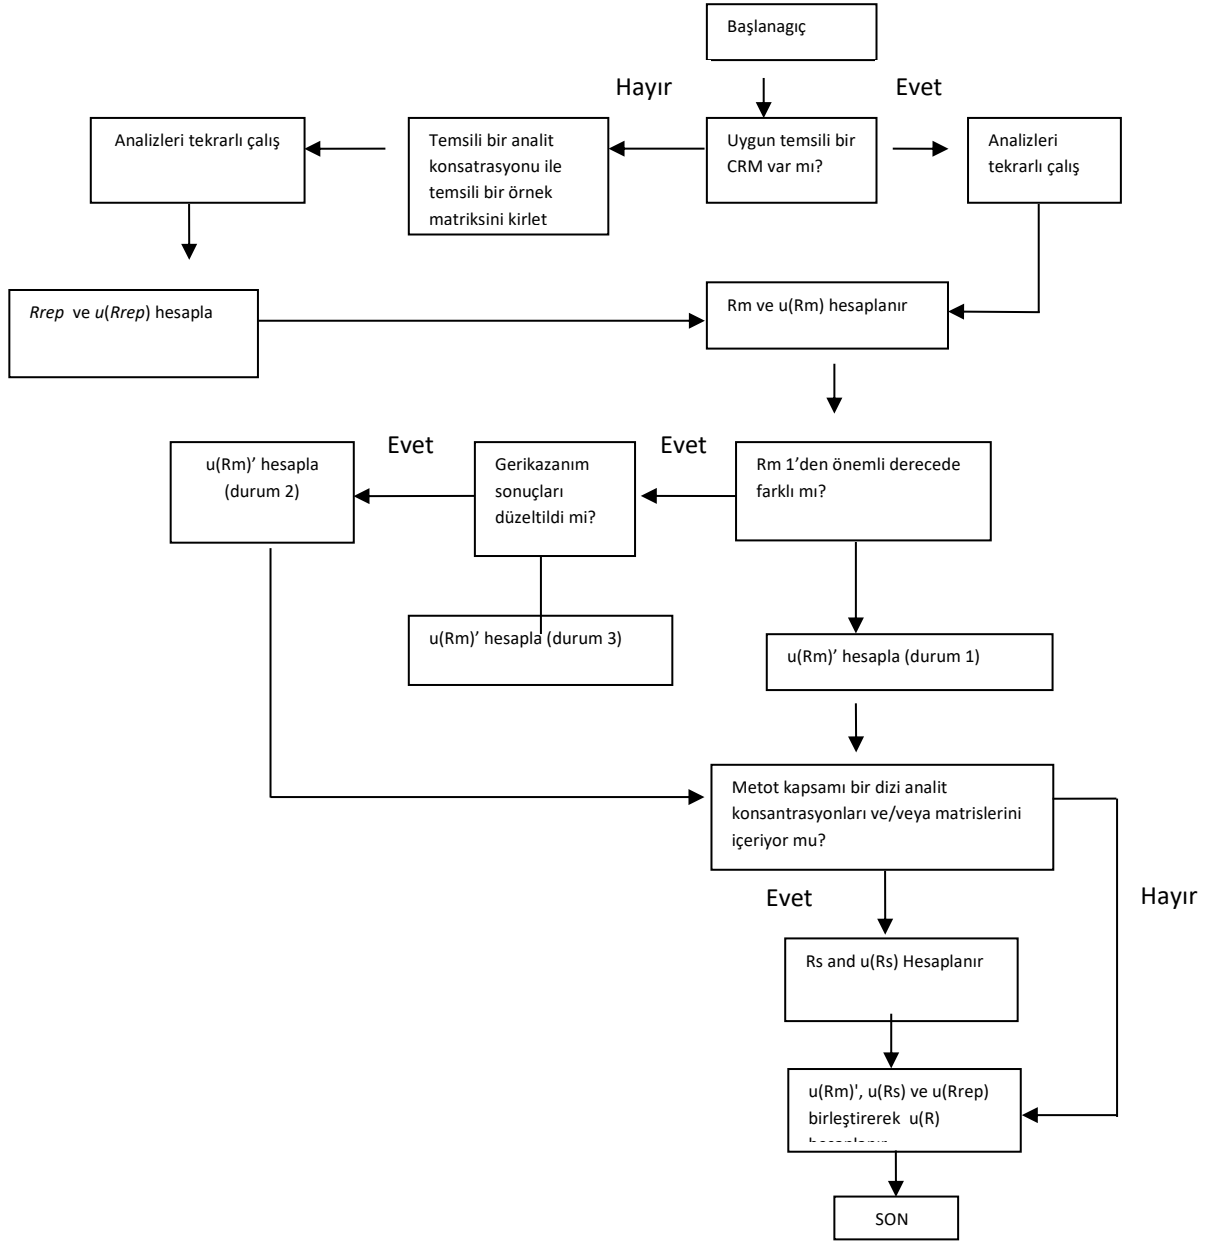 Başlanagıç
Hayır
Evet
Analizleri tekrarlı çalış
Temsili bir analit
konsatrasyonu ile
temsili bir örnek
matriksini kirlet
Uygun temsili bir
CRM var mı?
Analizleri
tekrarlı çalış
Rrep ve u(Rrep) hesapla
Rm ve u(Rm) hesaplanır
u(Rm)’ hesapla
(durum 2)
Evet
Gerikazanım
sonuçları
düzeltildi mi?
Evet
Rm 1’den önemli derecede
farklı mı?
u(Rm)’ hesapla (durum 3)
u(Rm)’ hesapla (durum 1)
Metot kapsamı bir dizi analit
konsantrasyonları ve/veya matrislerini
içeriyor mu?
Evet
Hayır
Rs and u(Rs) Hesaplanır
u(Rm)', u(Rs) ve u(Rrep)
birleştirerek u(R)
SON